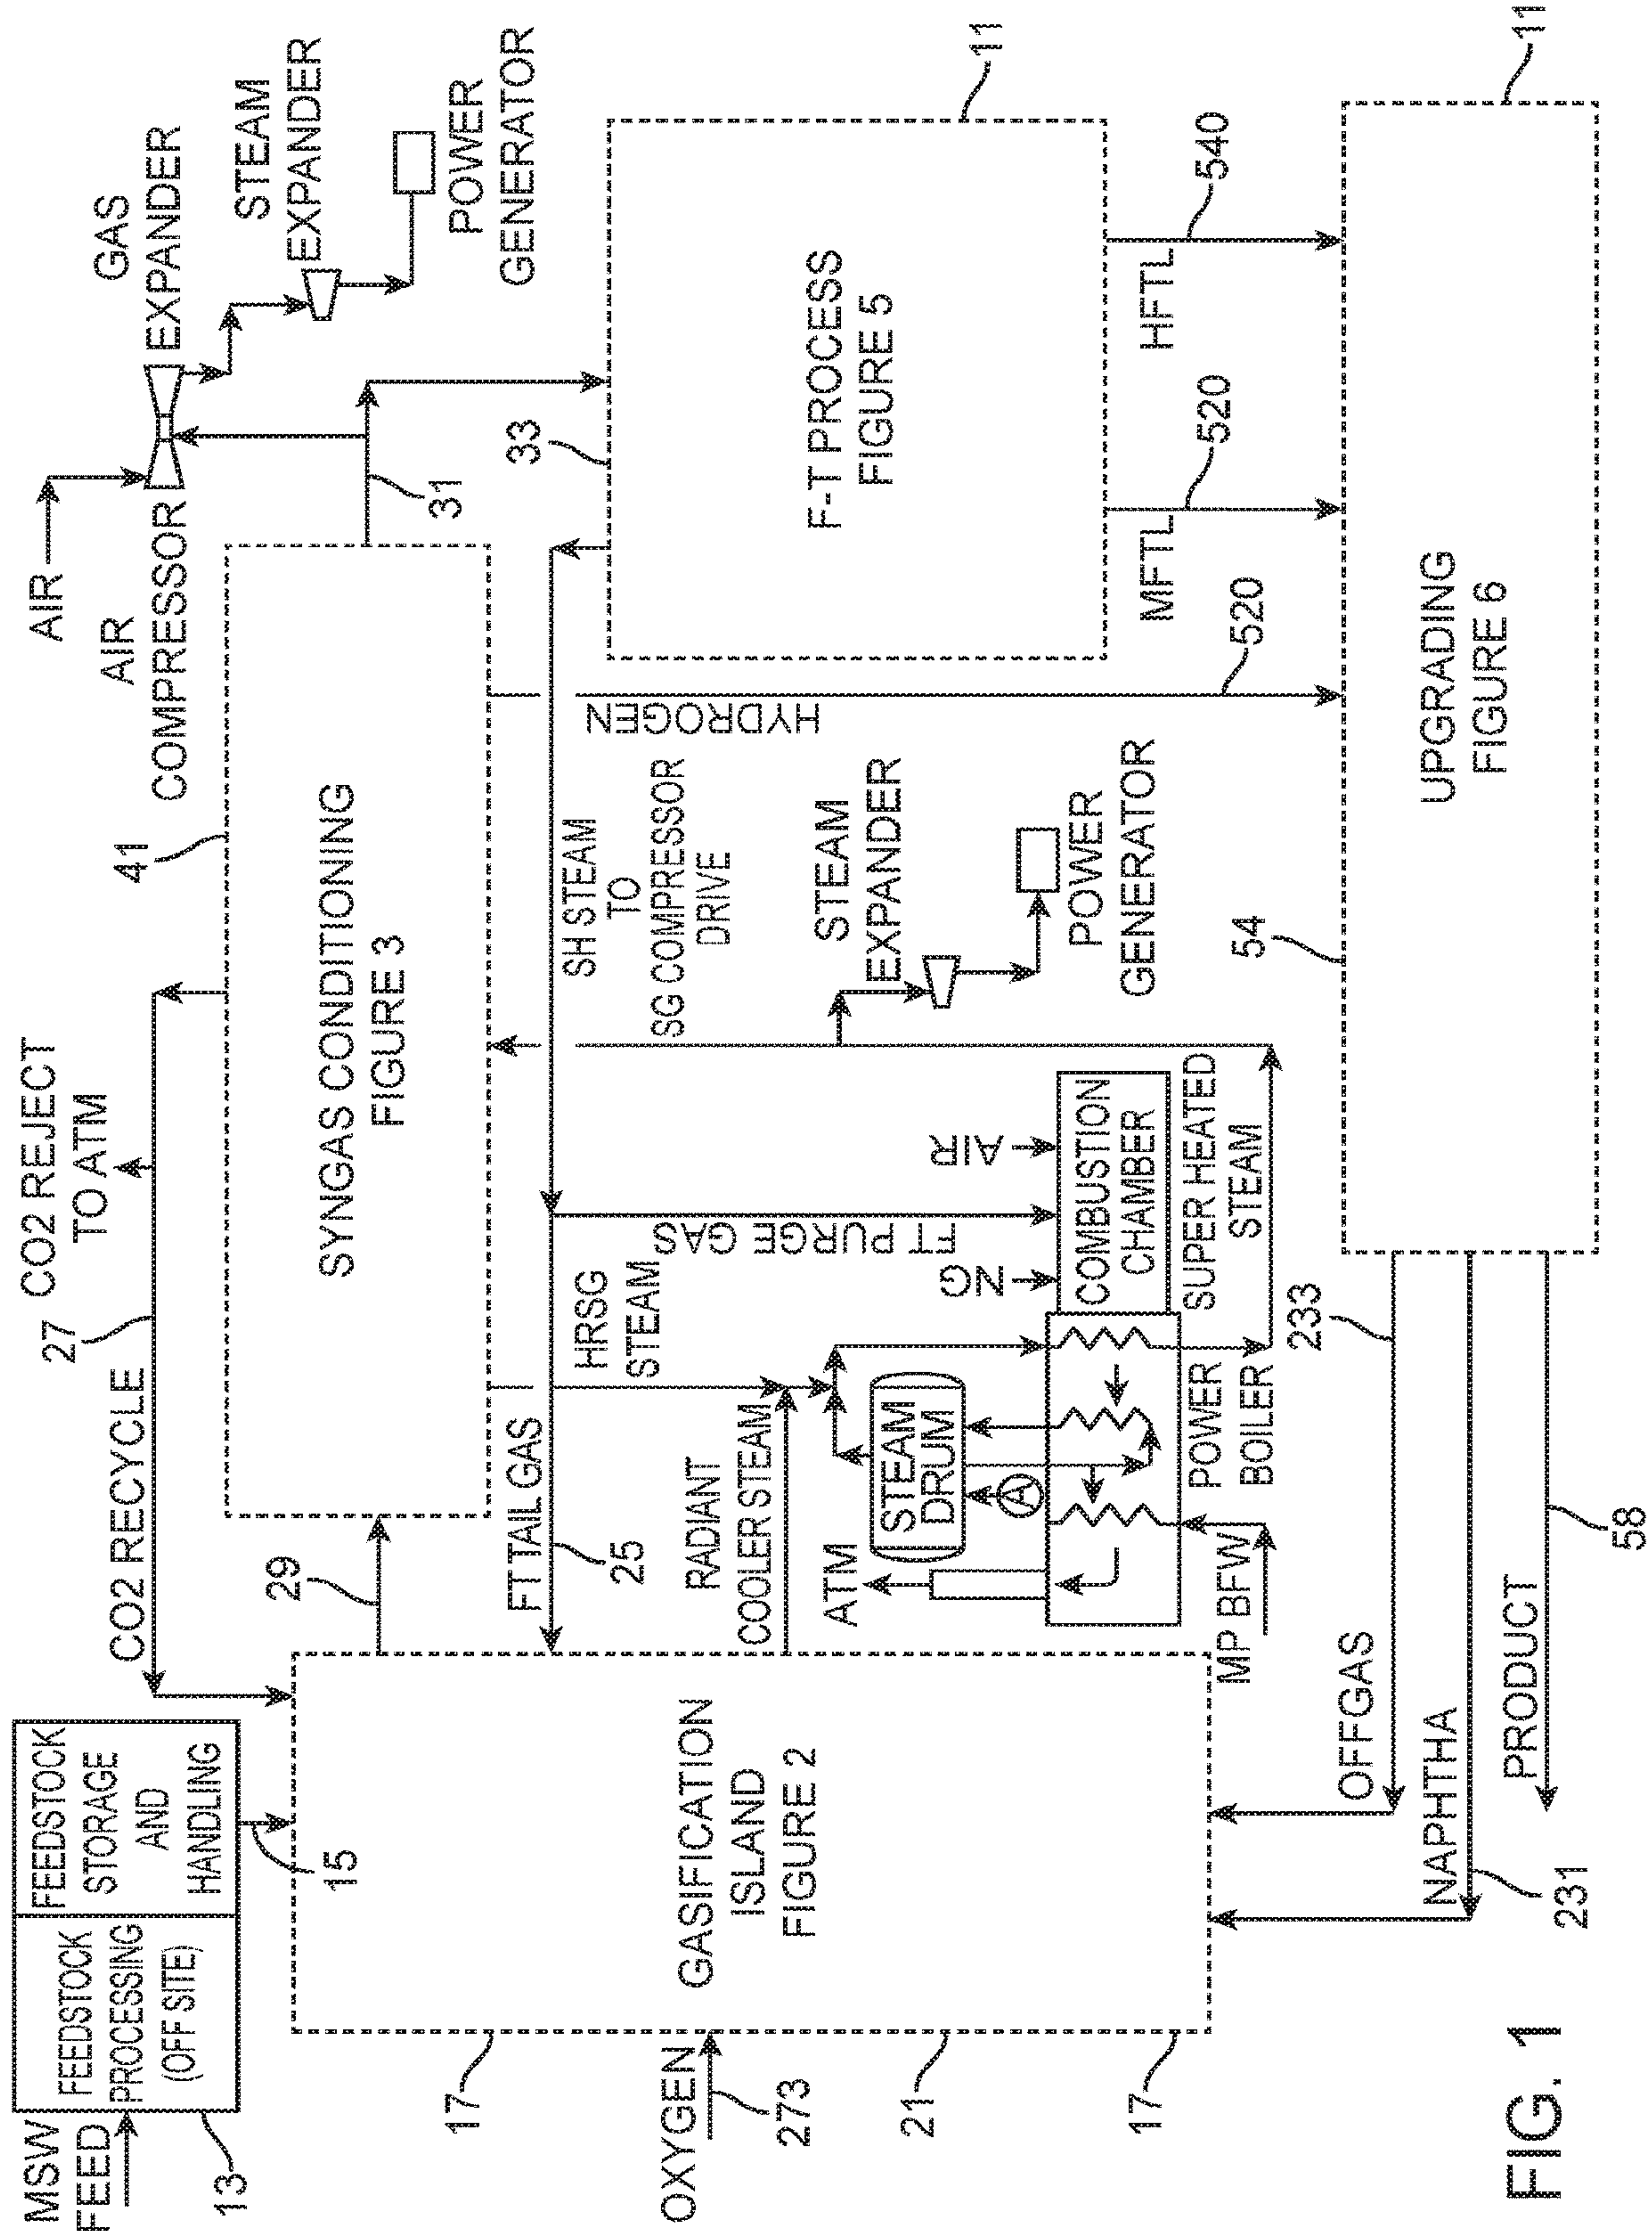 MSW
FEED
13
FEEDSTOCK
PROCESSING
(OFF SITE)
FEEDSTOCK
STORAGE
AND
HANDLING
15
CO2 RECYCLE
27
CO2 REJECT
TO ATM
41
AIR
AIR
COMPRESSOR
GAS
EXPANDER
STEAM
EXPANDER
POWER
GENERATOR
17
OXYGEN
273
21
17
GASIFICATION
ISLAND
FIGURE 2
29
SYNGAS CONDITIONING
FIGURE 3
31
33
11
F-T PROCESS
FIGURE 5
FT TAIL GAS
25
HRSG
STEAM
RADIANT
COOLER STEAM
SH STEAM
TO
SG COMPRESSOR
DRIVE
HYDROGEN
520
MFTL
520
HFTL
540
FT PURGE GAS
NG
AIR
ATM
STEAM
DRUM
A
COMBUSTION
CHAMBER
SUPER HEATED
STEAM
POWER
BOILER
MP BFW
STEAM
EXPANDER
POWER
GENERATOR
54
11
UPGRADING
FIGURE 6
OFFGAS
233
NAPHTHA
231
PRODUCT
58
FIG. 1